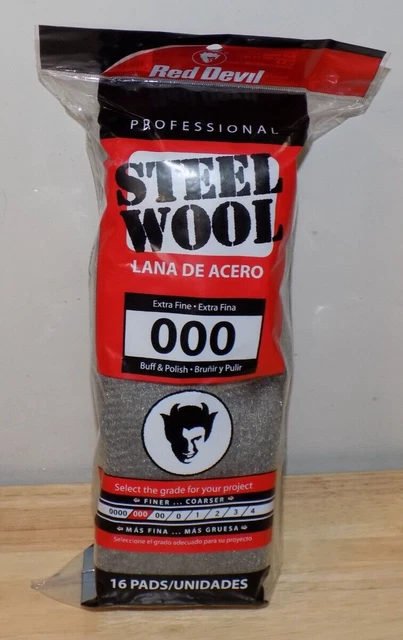 Red Devil
PROFESSIONAL
STEEL
WOOL
LANA DE ACERO
Extra Fine • Extra Fina
000
Buff & Polish • Bruñir y Pulir
Select the grade for your project
FINER ... COARSER
0000 000 00 0 1 2 3 4
MÁS FINA ... MÁS GRUESA
Seleccione el grado adecuado para su proyecto
16 PADS/UNIDADES